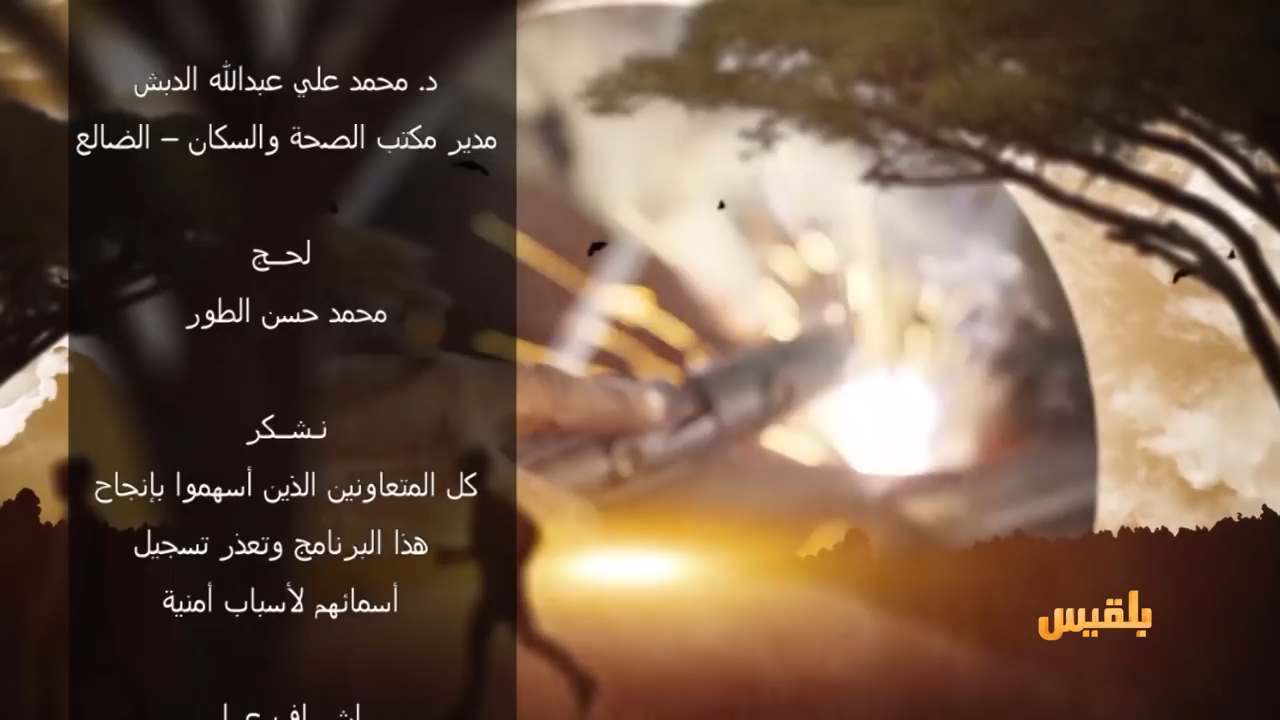 د. محمد علي عبدالله الدبش
مدير مكتب الصحة والسكان – الضالع
لحـج
محمد حسن الطور
نـشـكر
كل المتعاونين الذين أسهموا بإنجاح
هذا البرنامج وتعذر تسجيل
أسمائهم لأسباب أمنية
بلقيس